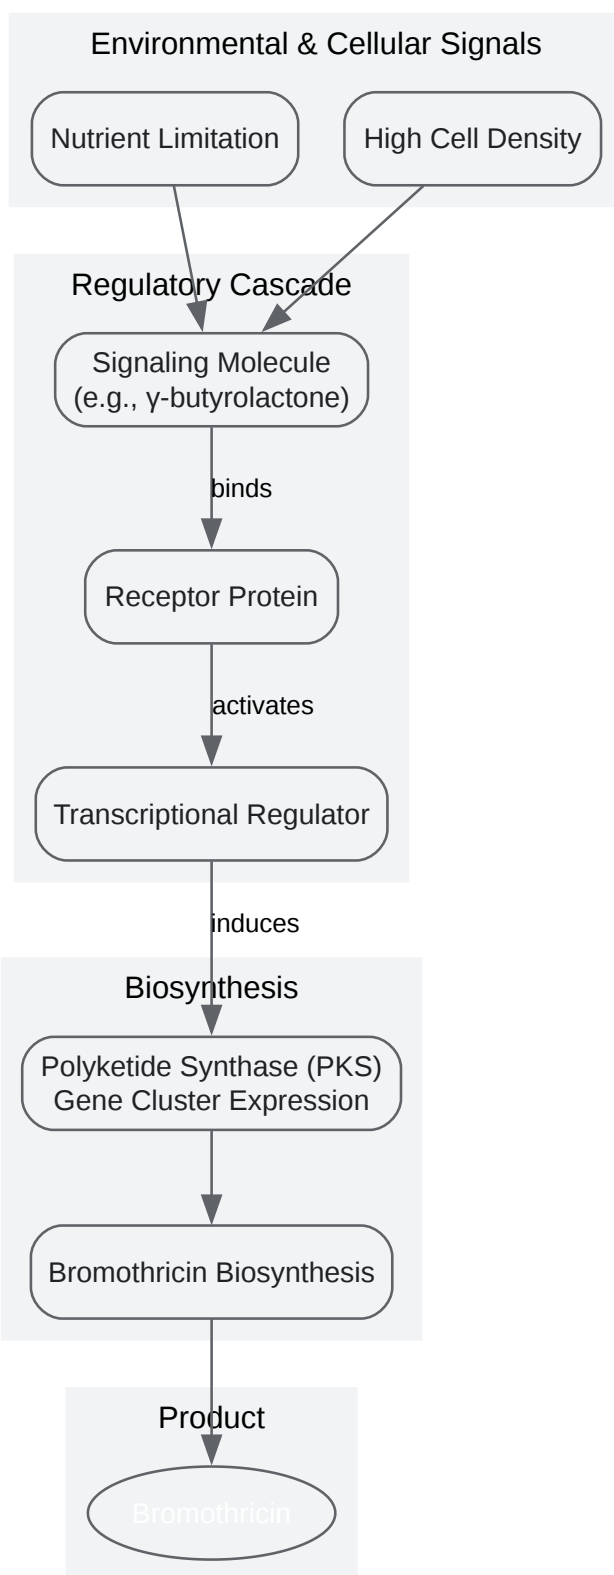 Environmental & Cellular Signals
Nutrient Limitation
High Cell Density
Regulatory Cascade
Signaling Molecule
(e.g., γ-butyrolactone)
binds
Receptor Protein
activates
Transcriptional Regulator
induces
Biosynthesis
Polyketide Synthase (PKS)
Gene Cluster Expression
Bromothricin Biosynthesis
Product
Bromothricin